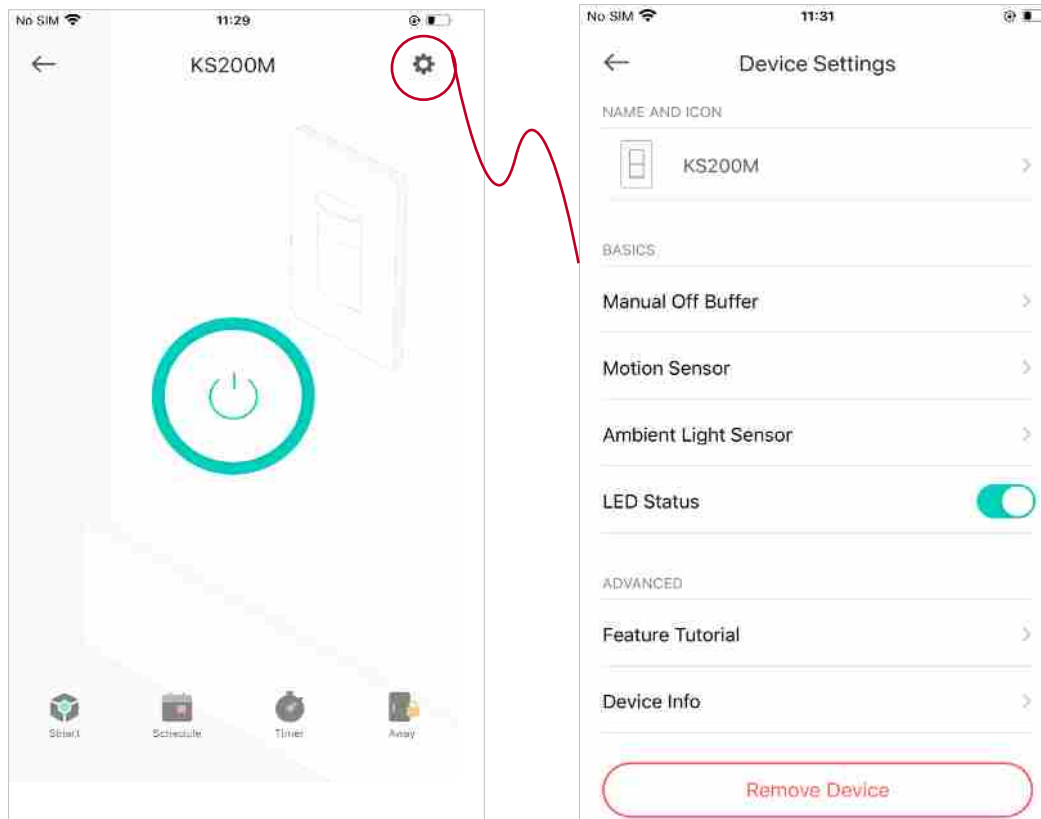 No SIM 11:29
KS200M
Smart Schedule Timer Away
No SIM 11:31
Device Settings
NAME AND ICON
KS200M
BASICS
Manual Off Buffer
Motion Sensor
Ambient Light Sensor
LED Status
ADVANCED
Feature Tutorial
Device Info
Remove Device